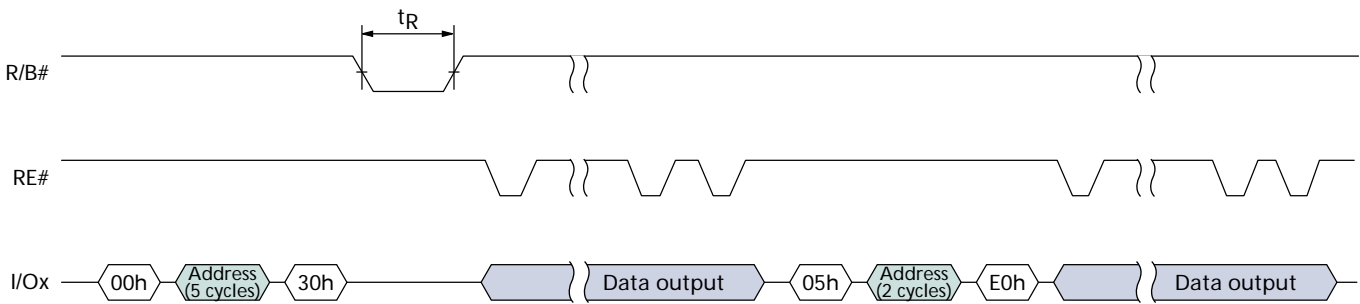 tR
R/B#
RE#
I/Ox
00h
Address
(5 cycles)
30h
Data output
05h
Address
(2 cycles)
E0h
Data output